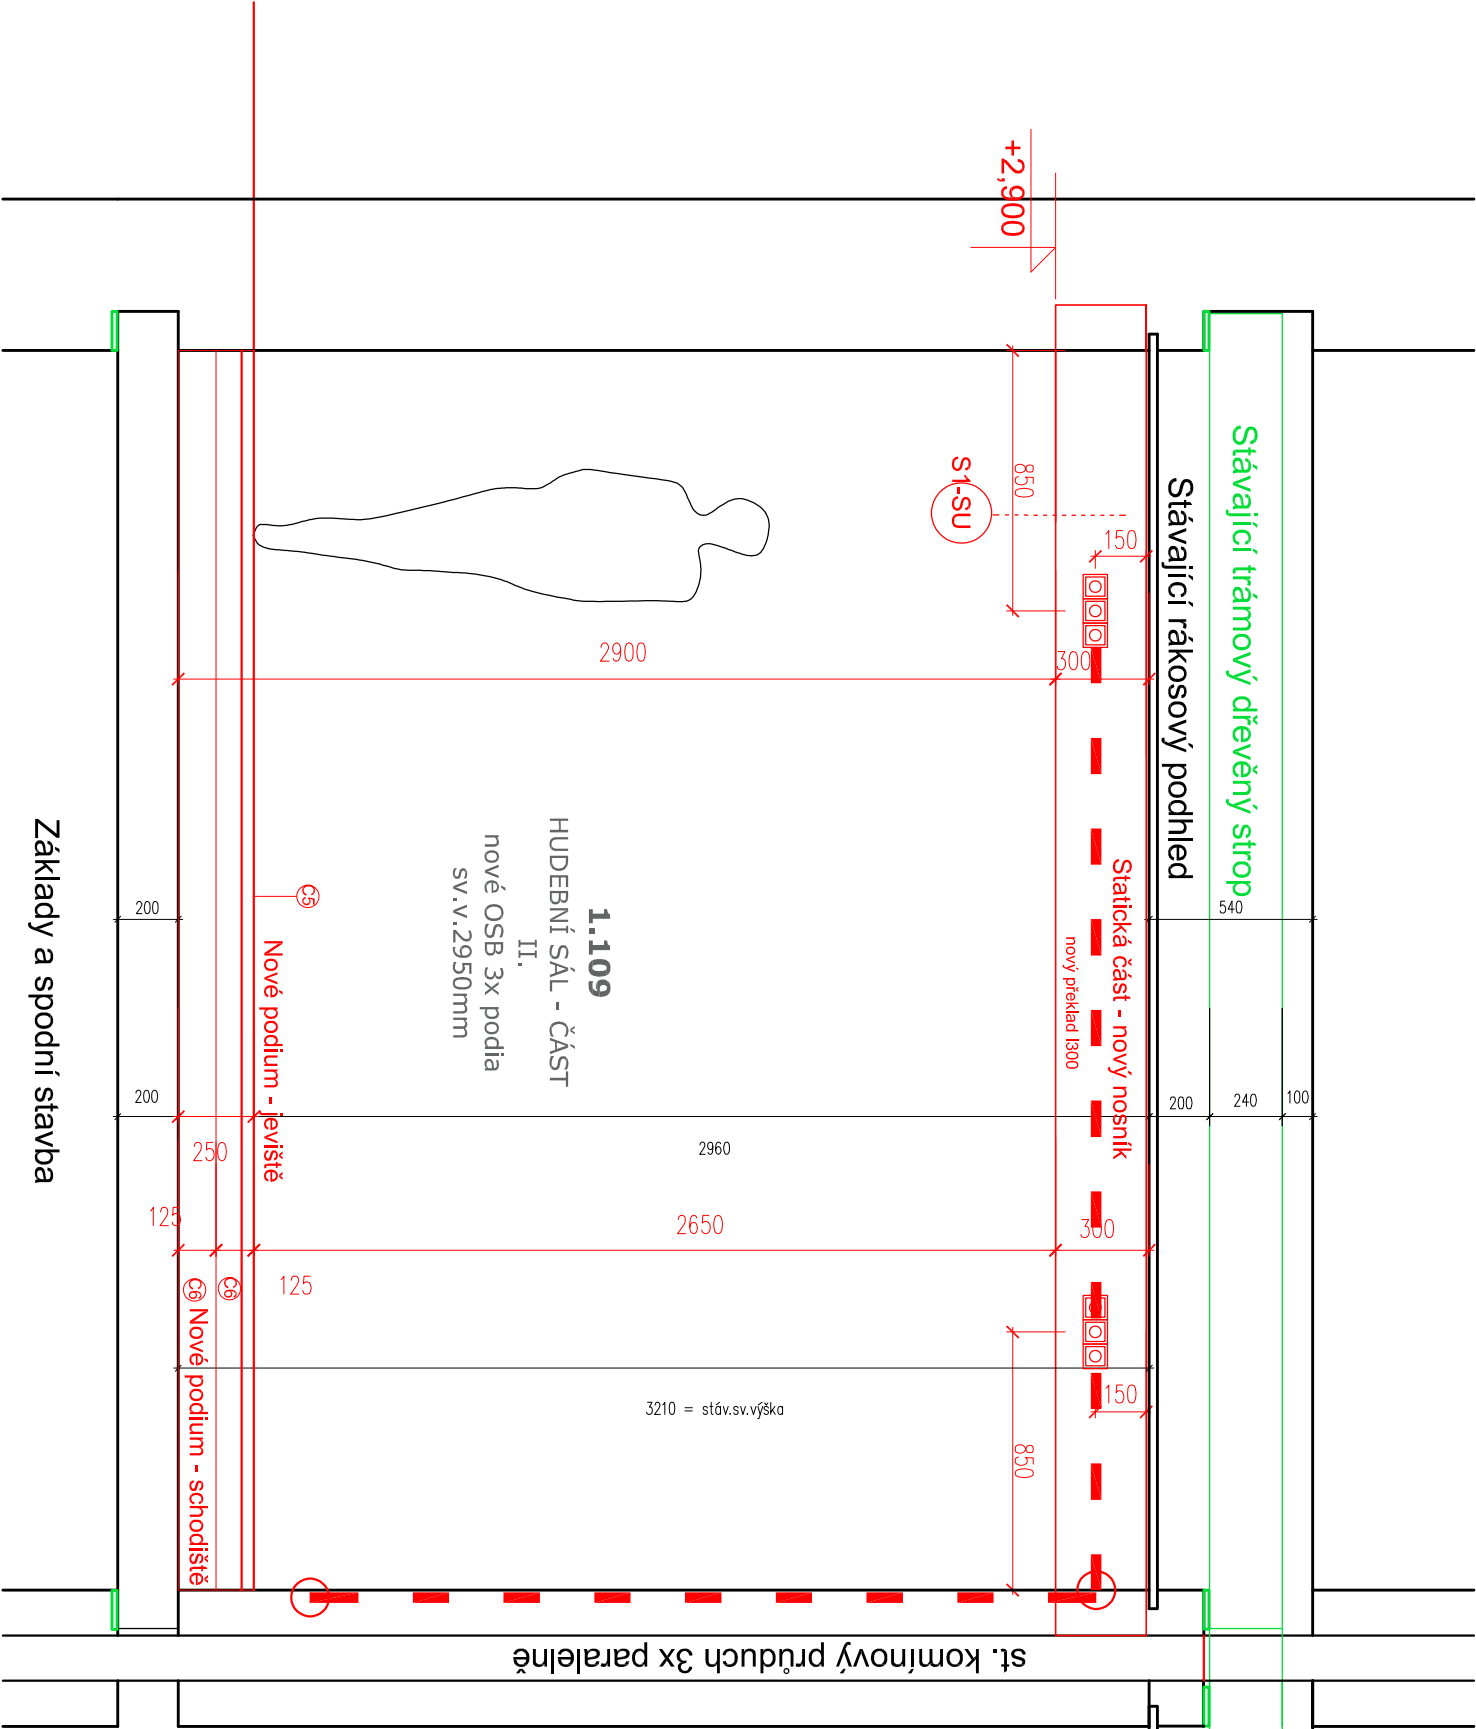 Stávající trámový dřevěný strop
Stávající rákosový podhled
+2,900
S1-SU
850
150
2900
300
Statická část - nový nosník
nový překlad I300
1.109
HUDEBNÍ SÁL - ČÁST
II.
nové OSB 3x podia
sv.v.2950mm
C5
Nové podium - jeviště
200
540
200
2960
200
240
100
250
125
2650
300
125
C6
C6
Nové podium - schodiště
3210 = stáv.sv.výška
150
850
Základy a spodní stavba
st. komínový průduch 3x paralelně